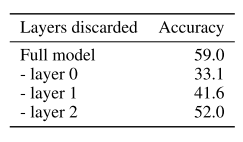 Layers discarded Accuracy
Full model 59.0
- layer 0 33.1
- layer 1 41.6
- layer 2 52.0